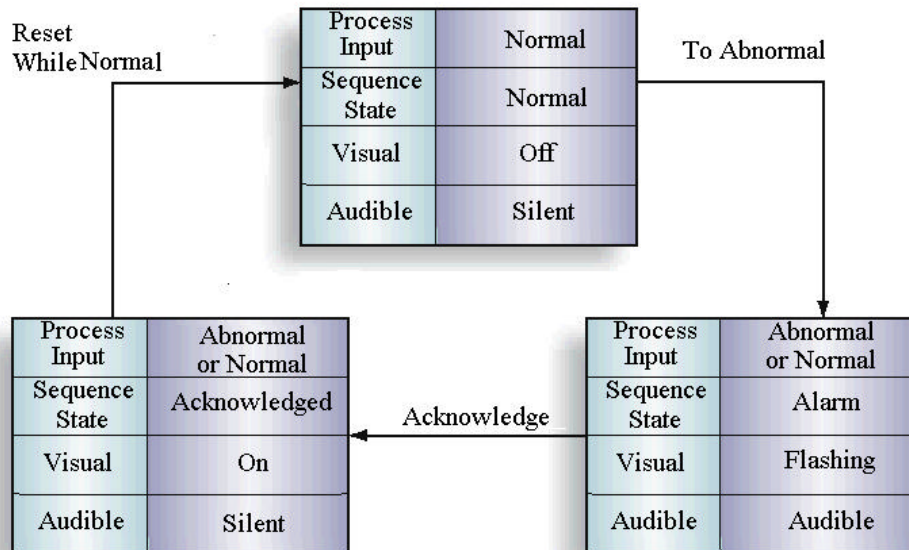 Reset
While Normal
Process
Input
Normal
Sequence
State
Normal
Visual
Off
Audible
Silent
To Abnormal
Process
Input
Abnormal
or Normal
Sequence
State
Acknowledged
Visual
On
Audible
Silent
Acknowledge
Process
Input
Abnormal
or Normal
Sequence
State
Alarm
Visual
Flashing
Audible
Audible